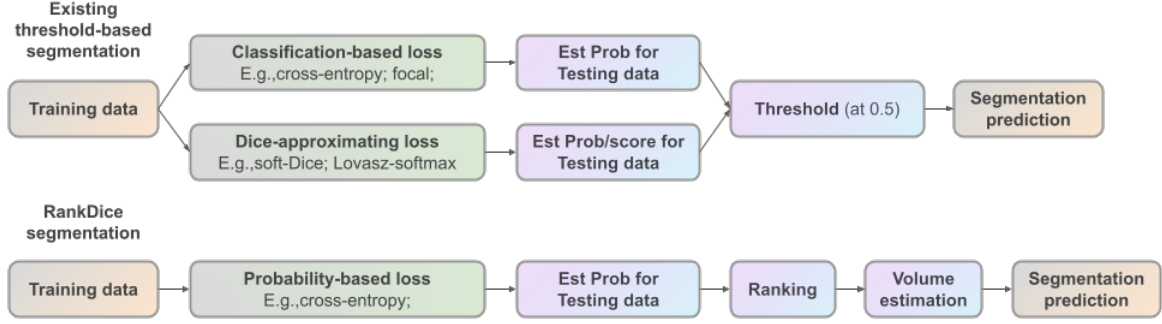 Existing
threshold-based
segmentation
Training data
Classification-based loss
E.g.,cross-entropy; focal;
Est Prob for
Testing data
Dice-approximating loss
E.g.,soft-Dice; Lovasz-softmax
Est Prob/score for
Testing data
Threshold (at 0.5)
Segmentation
prediction
RankDice
segmentation
Training data
Probability-based loss
E.g.,cross-entropy;
Est Prob for
Testing data
Ranking
Volume
estimation
Segmentation
prediction